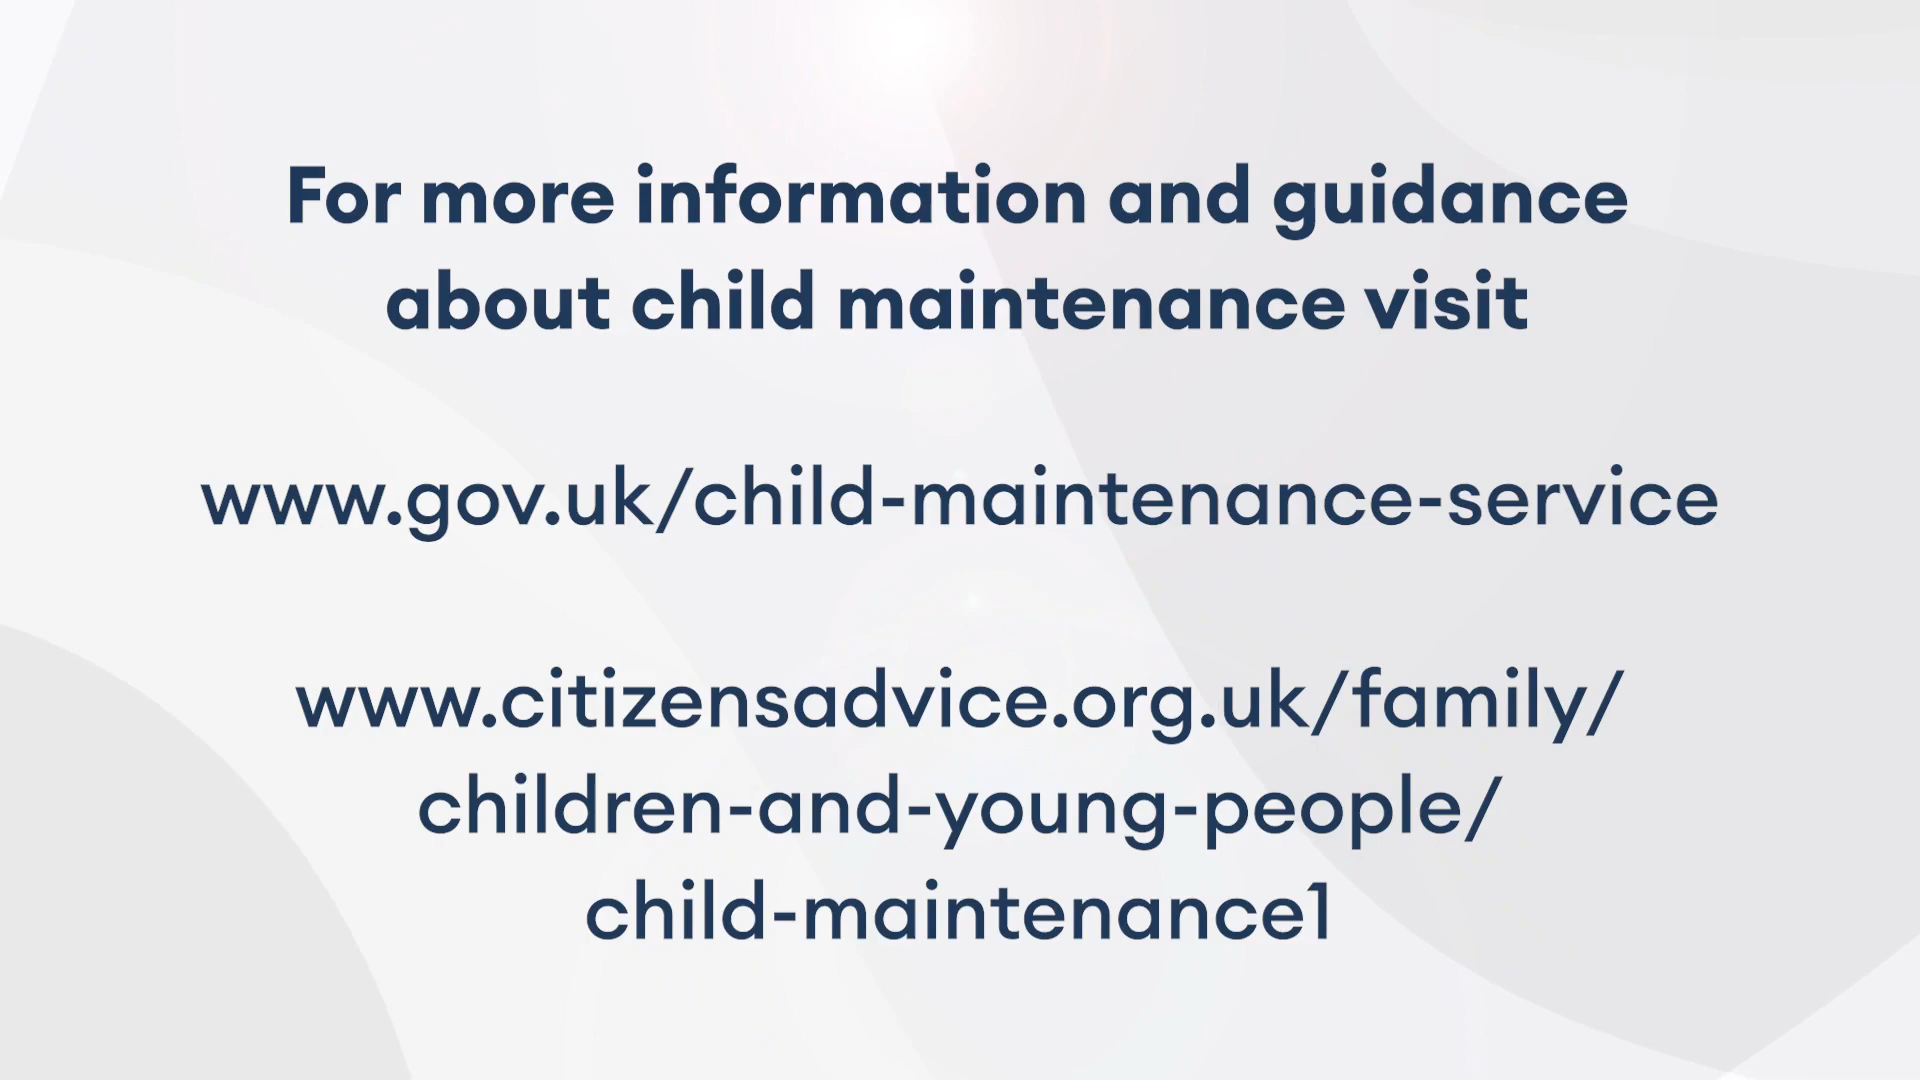 For more information and guidance
about child maintenance visit
www.gov.uk/child-maintenance-service
www.citizensadvice.org.uk/family/
children-and-young-people/
child-maintenance1